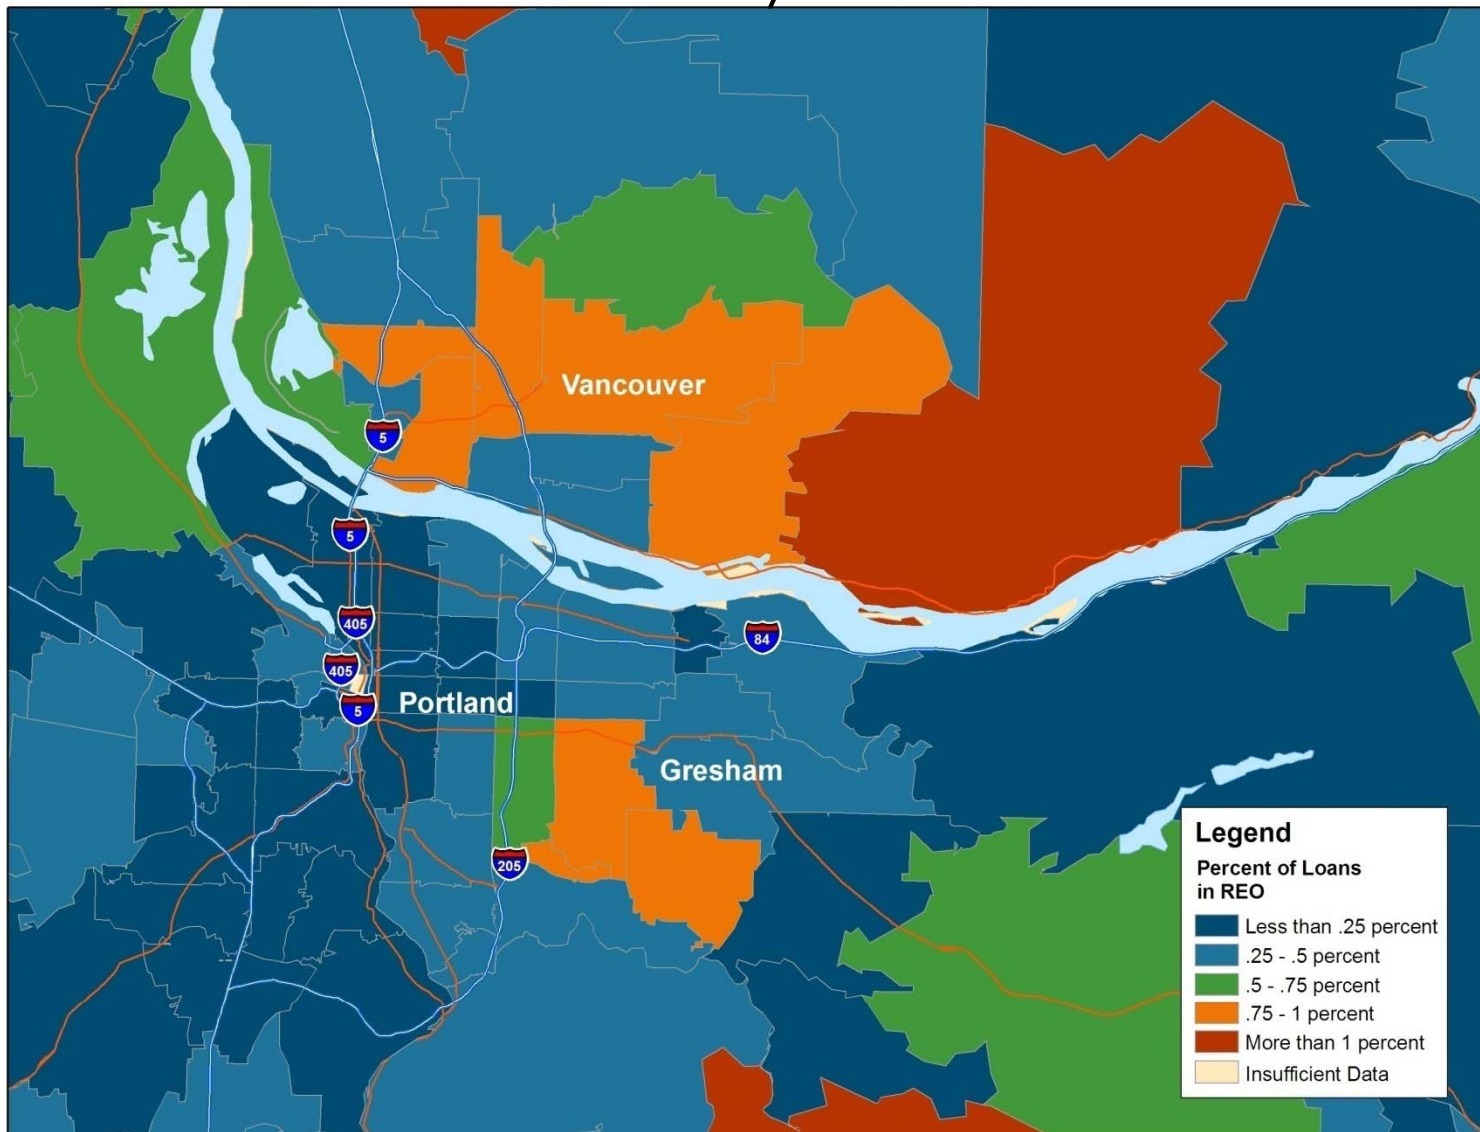 Vancouver
5
5
405
84
405
Portland
5
Gresham
205
Legend
Percent of Loans
in REO
Less than .25 percent
.25 - .5 percent
.5 - .75 percent
.75 - 1 percent
More than 1 percent
Insufficient Data